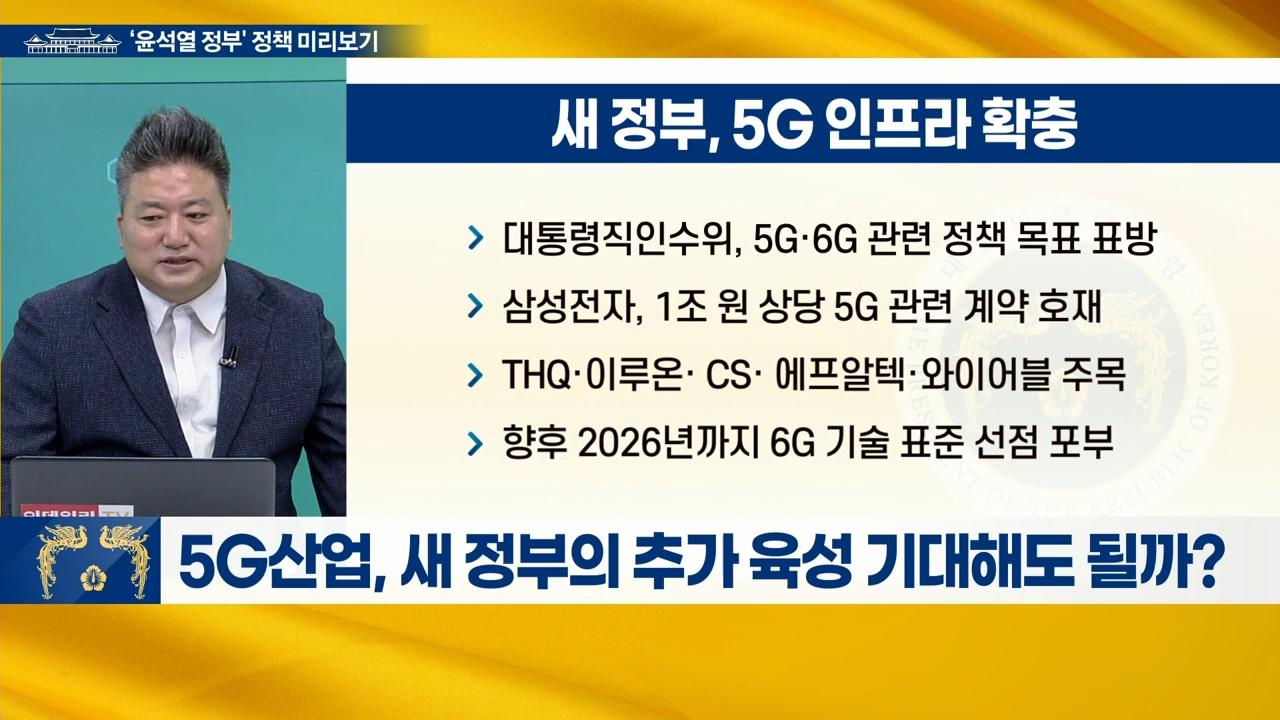 ‘윤석열 정부’ 정책 미리보기
새 정부, 5G 인프라 확충
대통령직인수위, 5G·6G 관련 정책 목표 표방
삼성전자, 1조 원 상당 5G 관련 계약 호재
THQ·이루온· CS· 에프알텍·와이어블 주목
향후 2026년까지 6G 기술 표준 선점 포부
5G산업, 새 정부의 추가 육성 기대해도 될까?